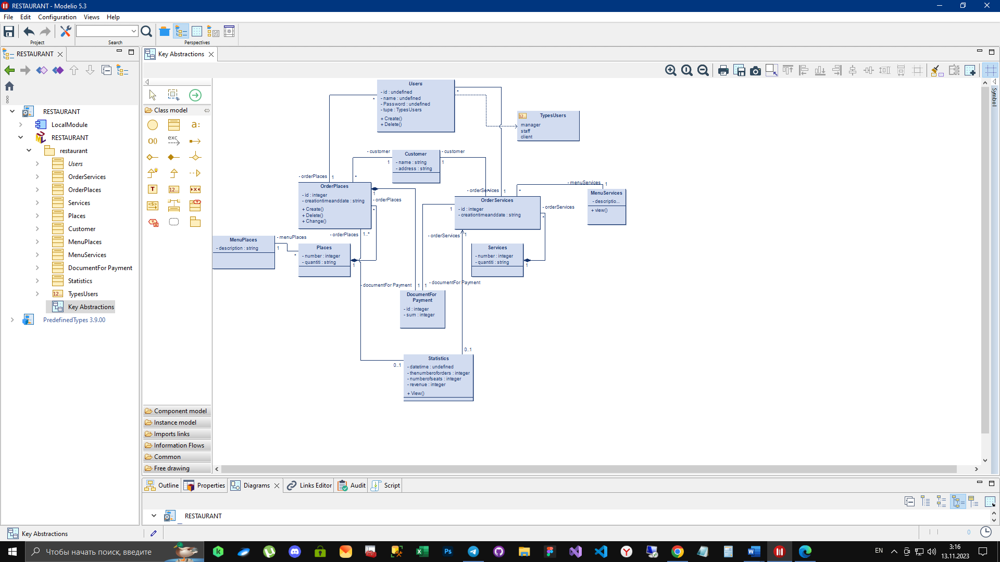 RESTAURANT - Modelio 5.3
File Edit Configuration Views Help
Project Search Perspectives
RESTAURANT
Key Abstractions
RESTAURANT
LocalModule
RESTAURANT
restaurant
Users
OrderServices
OrderPlaces
Services
Places
Customer
MenuPlaces
MenuServices
DocumentFor Payment
Statistics
12... TypesUsers
Key Abstractions
PredefinedTypes 3.9.00
Class model
a:
O()
exc
T
12...
<S>
Component model
Instance model
Imports links
Information Flows
Common
Free drawing
Symbol
Users
- id : undefined
- name : undefined
- Password : undefined
- tupe : TypesUsers
+ Create()
+ Delete()
*
*
12... TypesUsers
manager
staff
client
- customer
1
Customer
- name : string
- address : string
- customer
1
- orderPlaces 1
*
OrderPlaces
- id : integer
- creationtimeanddate : string
+ Create()
+ Delete()
+ Change()
1
- orderPlaces
*
- orderPlaces 1..*
- orderServices
*
1
*
OrderServices
- id : integer
- creationtimeanddate : string
1
- orderServices
*
- orderServices 1
- menuServices 1
MenuServices
- descriptio...
+ view()
MenuPlaces
- description : string
- menuPlaces
1
*
Places
- number : integer
- quantiti : string
1
Services
- number : integer
- quantiti : string
1
- documentFor Payment 1
1 - documentFor Payment
DocumentFor
Payment
- id : integer
- sum : integer
0..1
0..1
Statistics
- datetime : undefined
- thenumberoforders : integer
- numberofseats : integer
- revenue : integer
+ View()
Outline Properties Diagrams Links Editor Audit Script
RESTAURANT
Key Abstractions
0
Чтобы начать поиск, введите
EN
3:16
13.11.2023